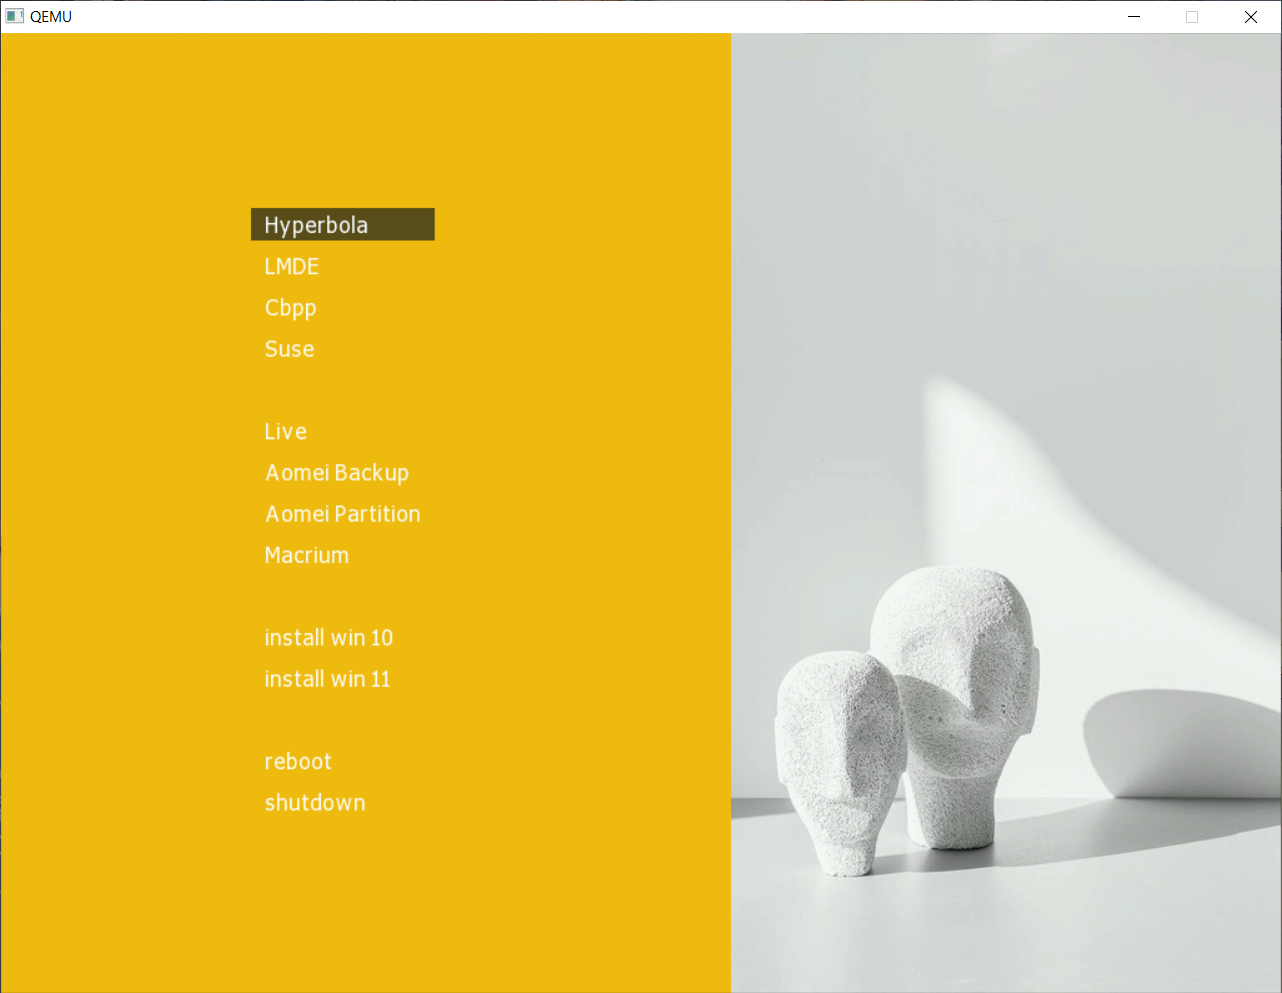 QEMU
Hyperbola
LMDE
Cbpp
Suse
Live
Aomei Backup
Aomei Partition
Macrium
install win 10
install win 11
reboot
shutdown